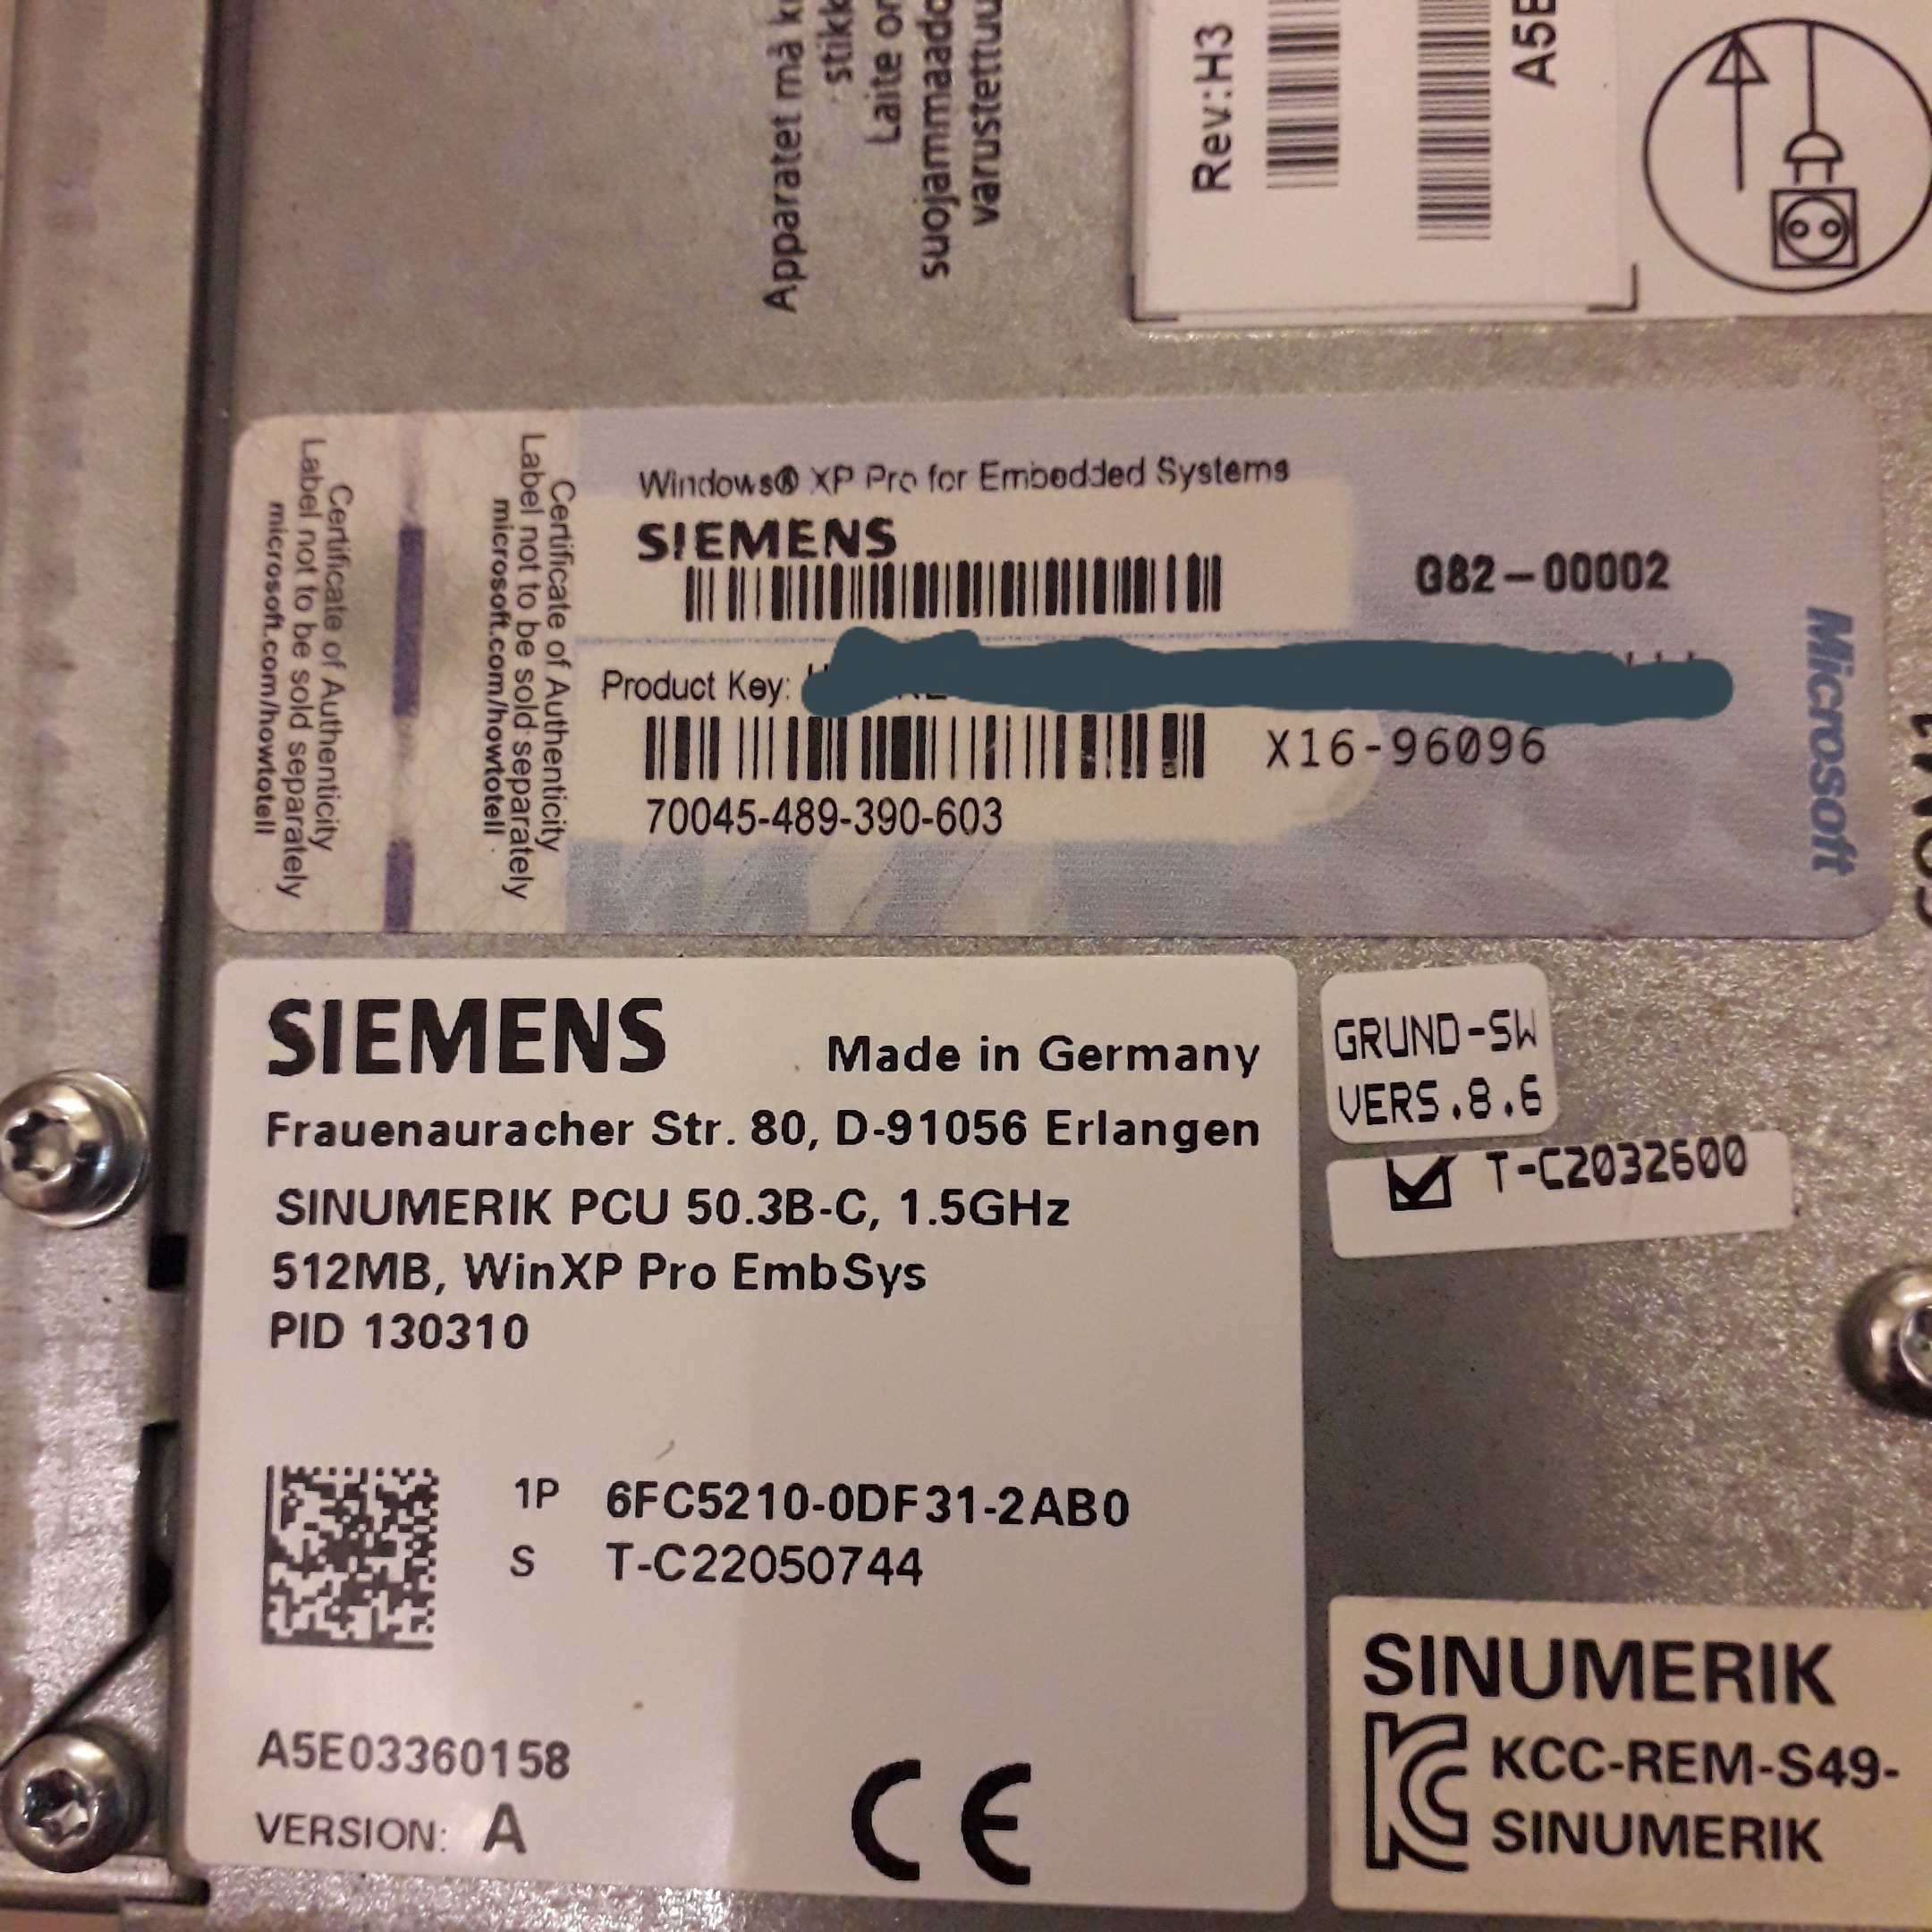 Apparatet må
stikk
Laite on
suojamaado
varustettuu
Rev:H3
A5E
Certificate of Authenticity
Label not to be sold separately
microsoft.com/howtotell
Certificate of Authenticity
Label not to be sold separately
microsoft.com/howtotell
Windows® XP Pro for Embedded Systems
SIEMENS
G82-00002
Product Key:
X16-96096
70045-489-390-603
Microsoft
SIEMENS
Made in Germany
Frauenauracher Str. 80, D-91056 Erlangen
SINUMERIK PCU 50.3B-C, 1.5GHz
512MB, WinXP Pro EmbSys
PID 130310
1P 6FC5210-0DF31-2AB0
S T-C22050744
A5E03360158
VERSION: A
CE
GRUND-SW
VERS.8.6
T-C2032600
SINUMERIK
KCC-REM-S49-
SINUMERIK